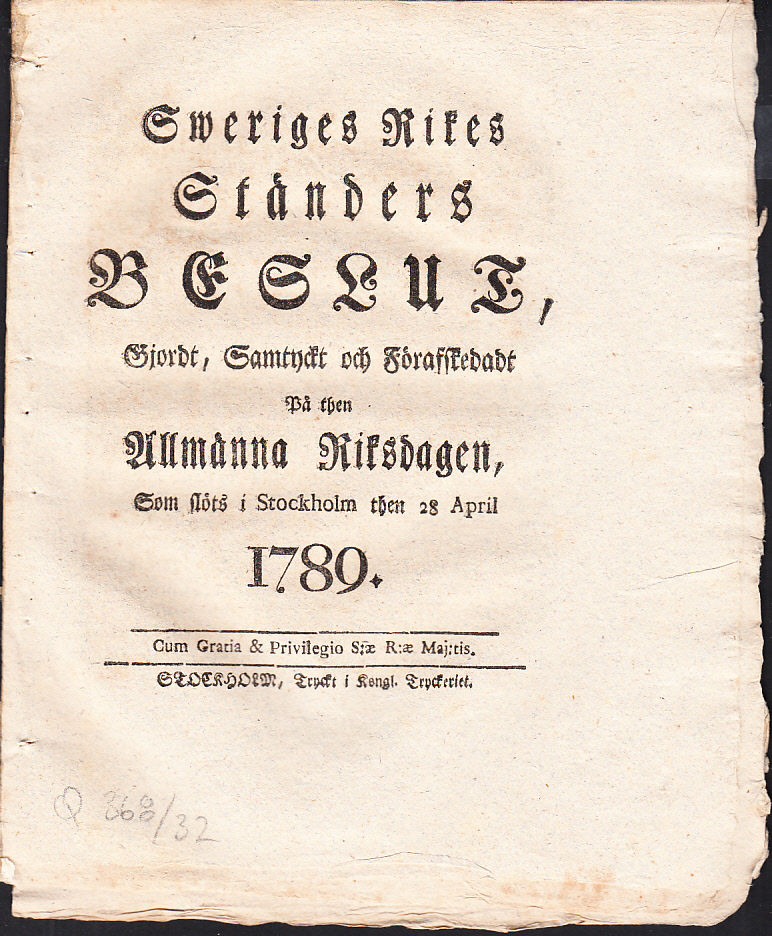 Sweriges Rikes
Ständers
BESLUT,
Gjordt, Samtyckt och Förafskedadt
På then
Allmänna Riksdagen,
Som slöts i Stockholm then 28 April
1789.
Cum Gratia & Privilegio S:æ R:æ Maj:tis.
STOCKHOLM, Tryckt i Kongl. Tryckeriet.
Q 868/32